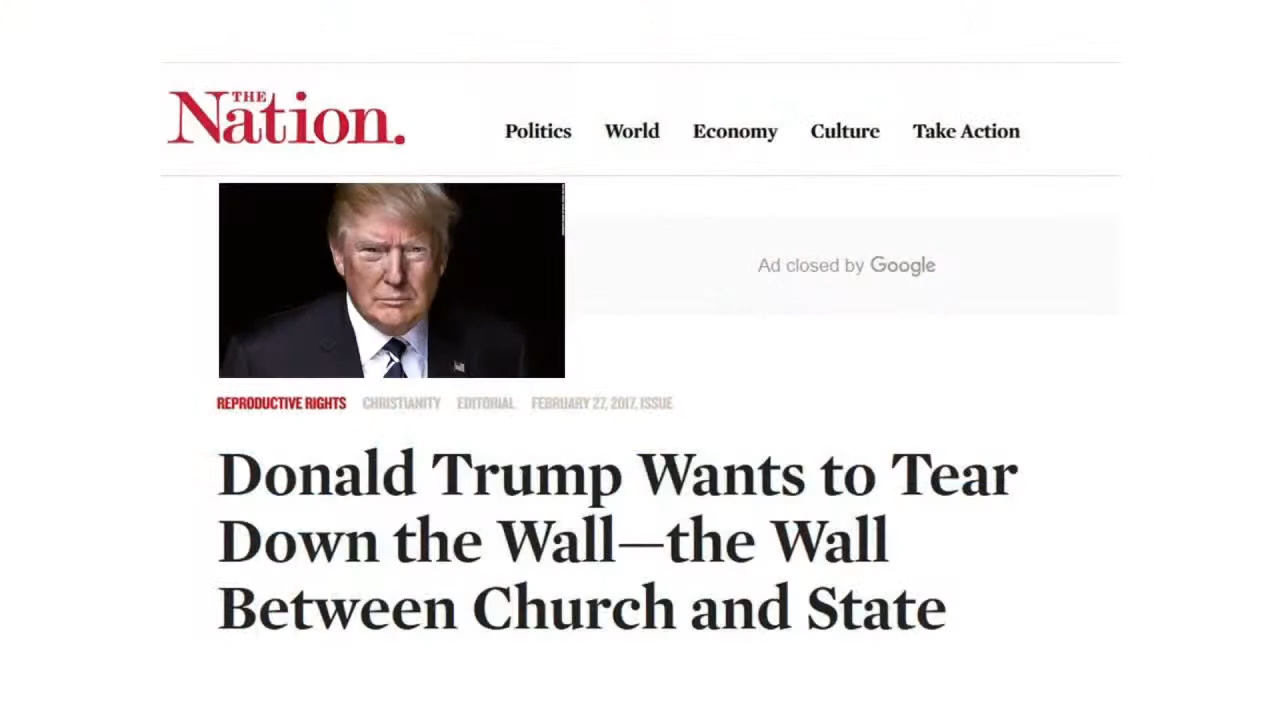 THE
Nation.
Politics World Economy Culture Take Action
Ad closed by Google
REPRODUCTIVE RIGHTS CHRISTIANITY EDITORIAL FEBRUARY 27, 2017, ISSUE
Donald Trump Wants to Tear
Down the Wall—the Wall
Between Church and State